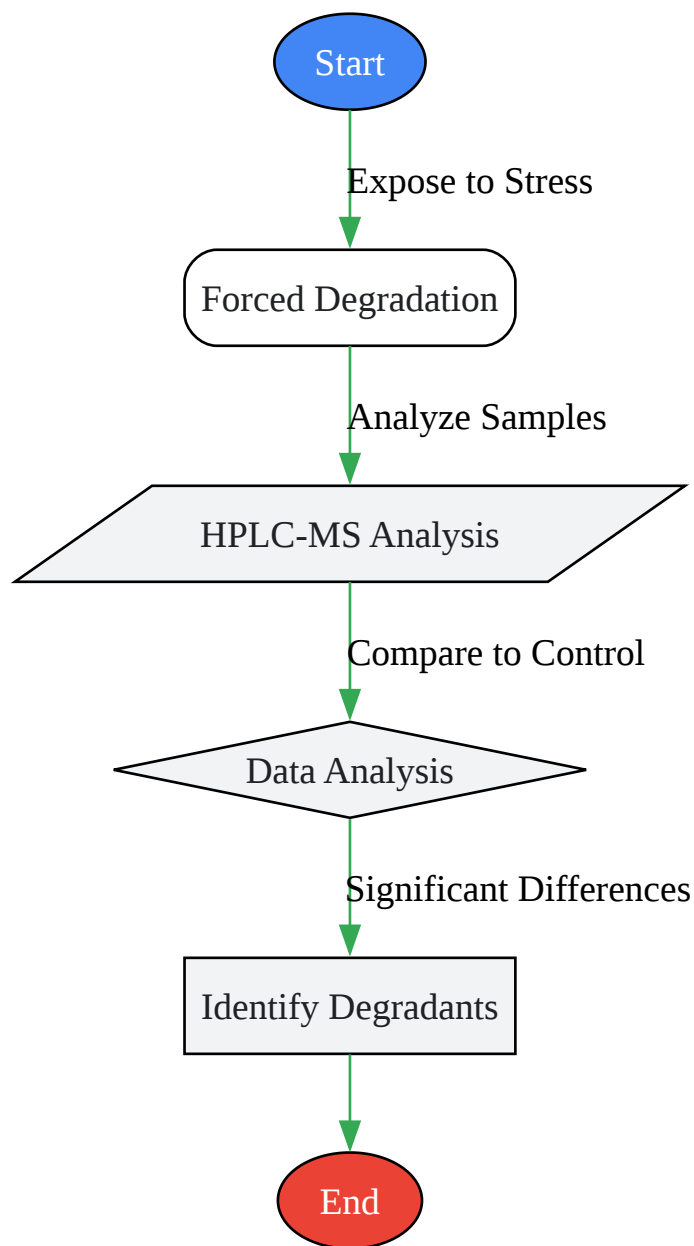 Start
Expose to Stress
Forced Degradation
Analyze Samples
HPLC-MS Analysis
Compare to Control
Data Analysis
Significant Differences
Identify Degradants
End